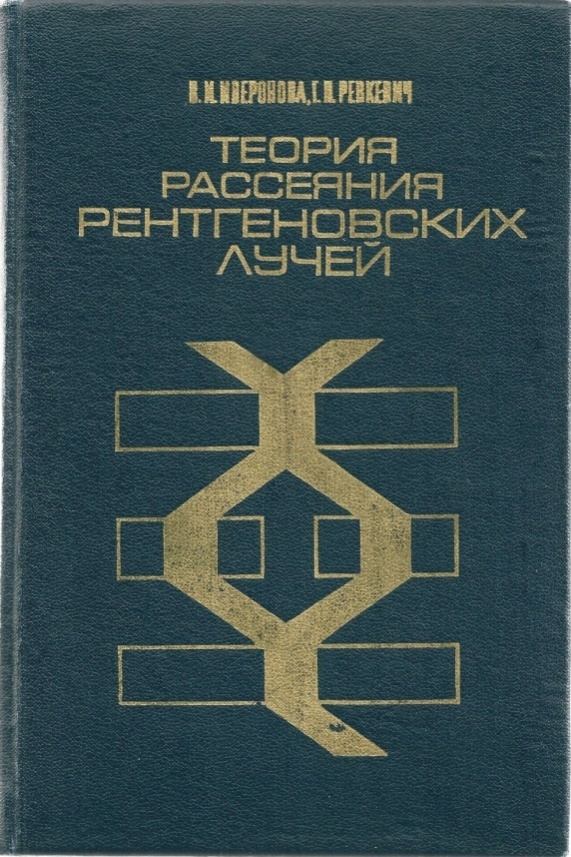 В.И. ИВЕРОНОВА, Г.П. РЕВКЕВИЧ
ТЕОРИЯ
РАССЕЯНИЯ
РЕНТГЕНОВСКИХ
ЛУЧЕЙ